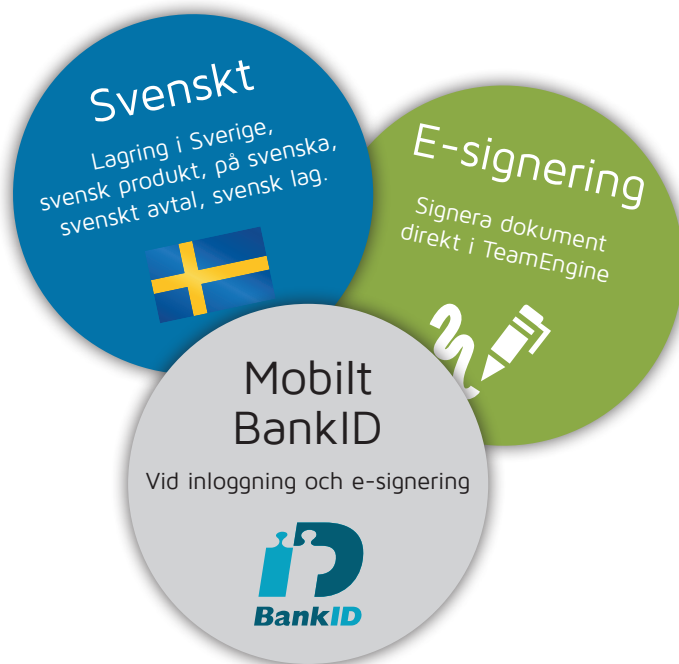 Svenskt
Lagring i Sverige,
svensk produkt, på svenska,
svenskt avtal, svensk lag.
E-signering
Signera dokument
direkt i TeamEngine
Mobilt
BankID
Vid inloggning och e-signering
iD
BankID